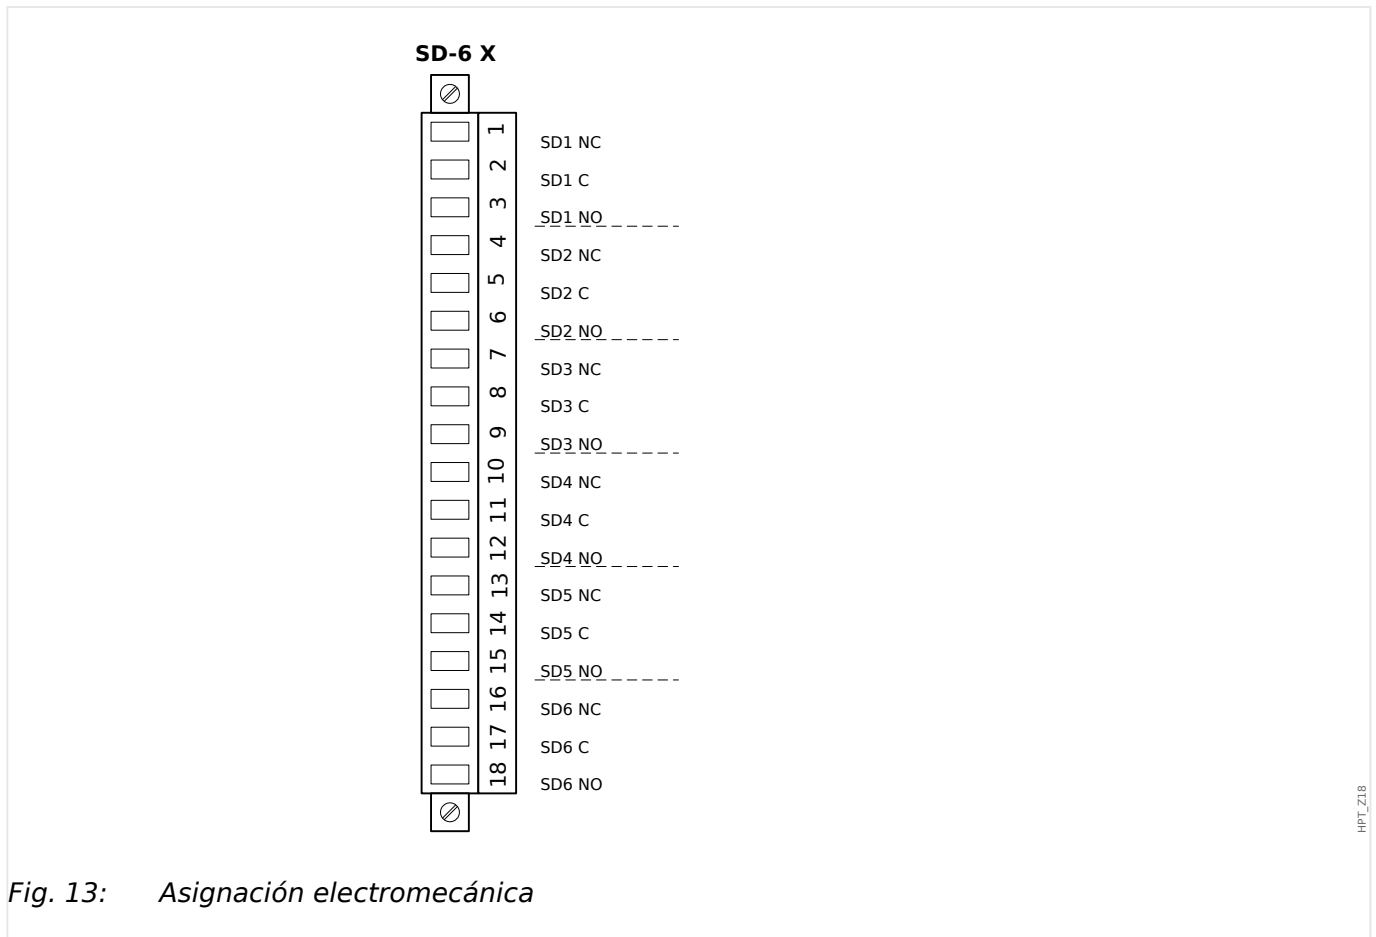 SD-6 X
1 SD1 NC
2 SD1 C
3 SD1 NO
4 SD2 NC
5 SD2 C
6 SD2 NO
7 SD3 NC
8 SD3 C
9 SD3 NO
10 SD4 NC
11 SD4 C
12 SD4 NO
13 SD5 NC
14 SD5 C
15 SD5 NO
16 SD6 NC
17 SD6 C
18 SD6 NO
HPT_Z18
Fig. 13: Asignación electromecánica